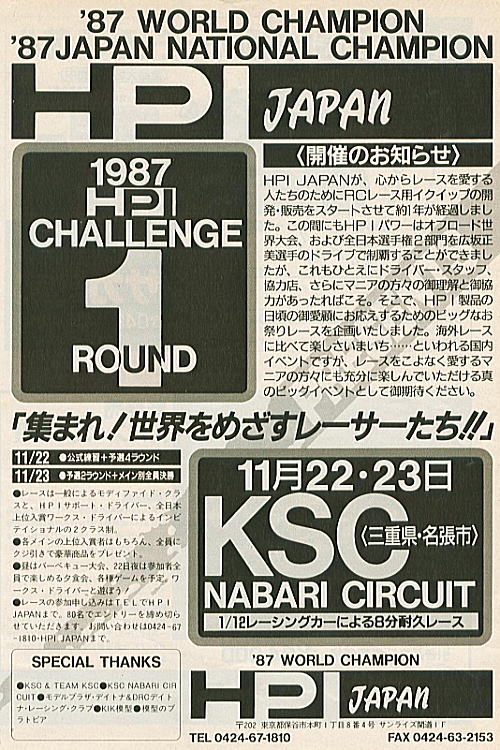 '87 WORLD CHAMPION
'87 JAPAN NATIONAL CHAMPION
HPI JAPAN
1987
HPI
CHALLENGE
1
ROUND
〈開催のお知らせ〉
HPI JAPANが、心からレースを愛する
人たちのためにRCレース用イクイップの開
発・販売をスタートさせて約1年が経過しまし
た。この間にもHPIパワーはオフロード世
界大会、および全日本選手権2部門を広坂正
美選手のドライブで制覇することができまし
たが、これもひとえにドライバー・スタッフ、
協力店、さらにマニアの方々の御理解と御協
力があったればこそ。そこで、HPI製品の
日頃の御愛顧にお応えするためのビッグなお
祭りレースを企画いたしました。海外レース
に比べて楽しさいまいち……といわれる国内
イベントですが、レースをこよなく愛するマ
ニアの方々にも充分に楽しんでいただける真
のビッグイベントとして御期待ください。
「集まれ!世界をめざすレーサーたち!!」
11/22 ●公式練習+予選4ラウンド
11/23 ●予選2ラウンド+メイン別全員決勝
●レースは一般によるモディファイド・クラ
スと、HPIサポート・ドライバー、全日本
上位入賞ワークス・ドライバーによるインビ
テイショナルの2クラス制。
●各メインの上位入賞者はもちろん、全員に
クジ引きで豪華商品をプレゼント。
●昼はバーベキュー大会、22日夜は参加者全
員で楽しめる夕食会、各種ゲームを予定。ワ
ークス・ドライバーと遊ぼう?
●レースの参加申し込みはTELでHPI
JAPANまで。80名でエントリーを締め切ら
せていただきます。お問い合わせは0424-67
-1810・HPI JAPANまで。
11月22・23日
KSC
〈三重県・名張市〉
NABARI CIRCUIT
1/12レーシングカーによる8分耐久レース
SPECIAL THANKS
●KSC & TEAM KSC●KSC NABARI CIR
CUIT●モデルプラザ・デイトナ&DRCデイト
ナ・レーシング・クラブ●KIK模型●模型のプ
ラトピア
'87 WORLD CHAMPION
HPI JAPAN
〒202 東京都保谷市本町1丁目8番4号 サンライズ開道1F
TEL 0424-67-1810 FAX 0424-63-2153